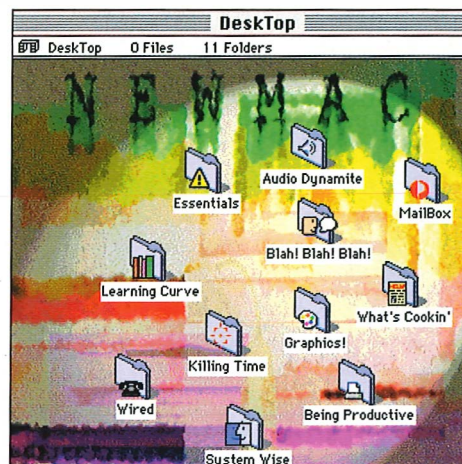 DeskTop
DeskTop 0 Files 11 Folders
NEWMAC
Audio Dynamite
Essentials
MailBox
Blah! Blah! Blah!
Learning Curve
What's Cookin'
Graphics!
Killing Time
Wired
Being Productive
System Wise